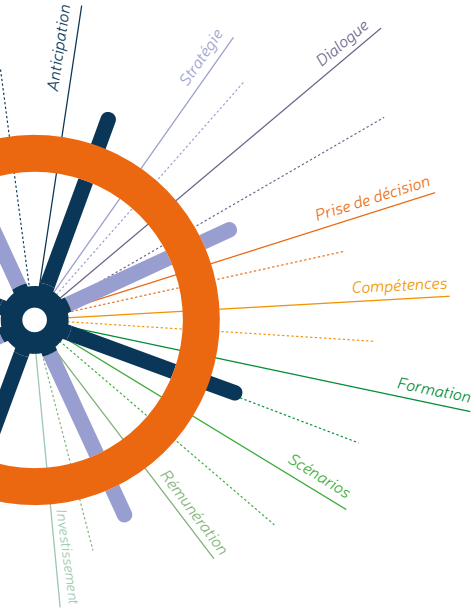 Anticipation
Stratégie
Dialogue
Prise de décision
Compétences
Formation
Scénarios
Rémunération
Investissement